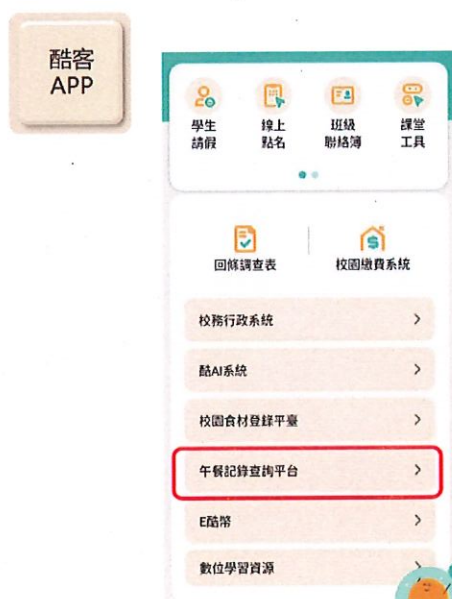 酷客
APP
學生
請假
線上
點名
班級
聯絡簿
課堂
工具
回條調查表
校園繳費系統
校務行政系統
酷AI系統
校園食材登錄平臺
午餐記錄查詢平台
E酷幣
數位學習資源